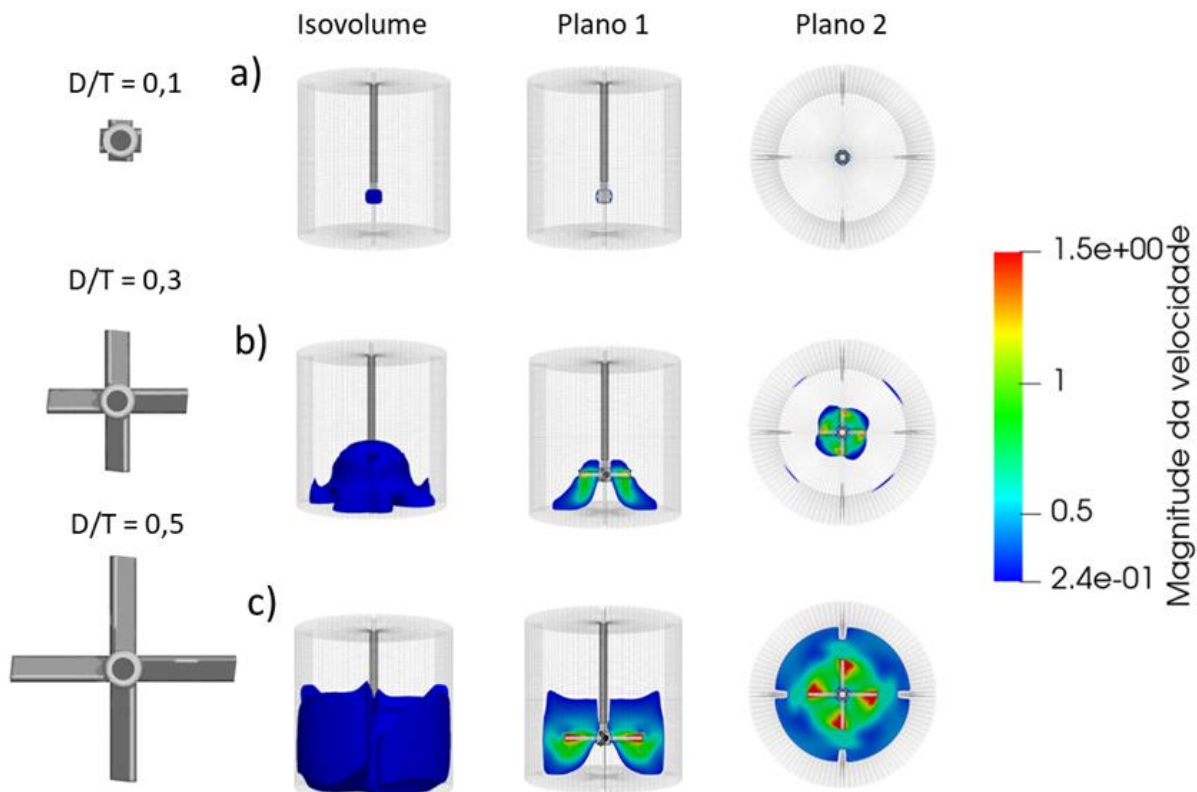 Isovolume
Plano 1
Plano 2
D/T = 0,1
a)
D/T = 0,3
b)
D/T = 0,5
c)
1.5e+00
1
0.5
2.4e-01
Magnitude da velocidade